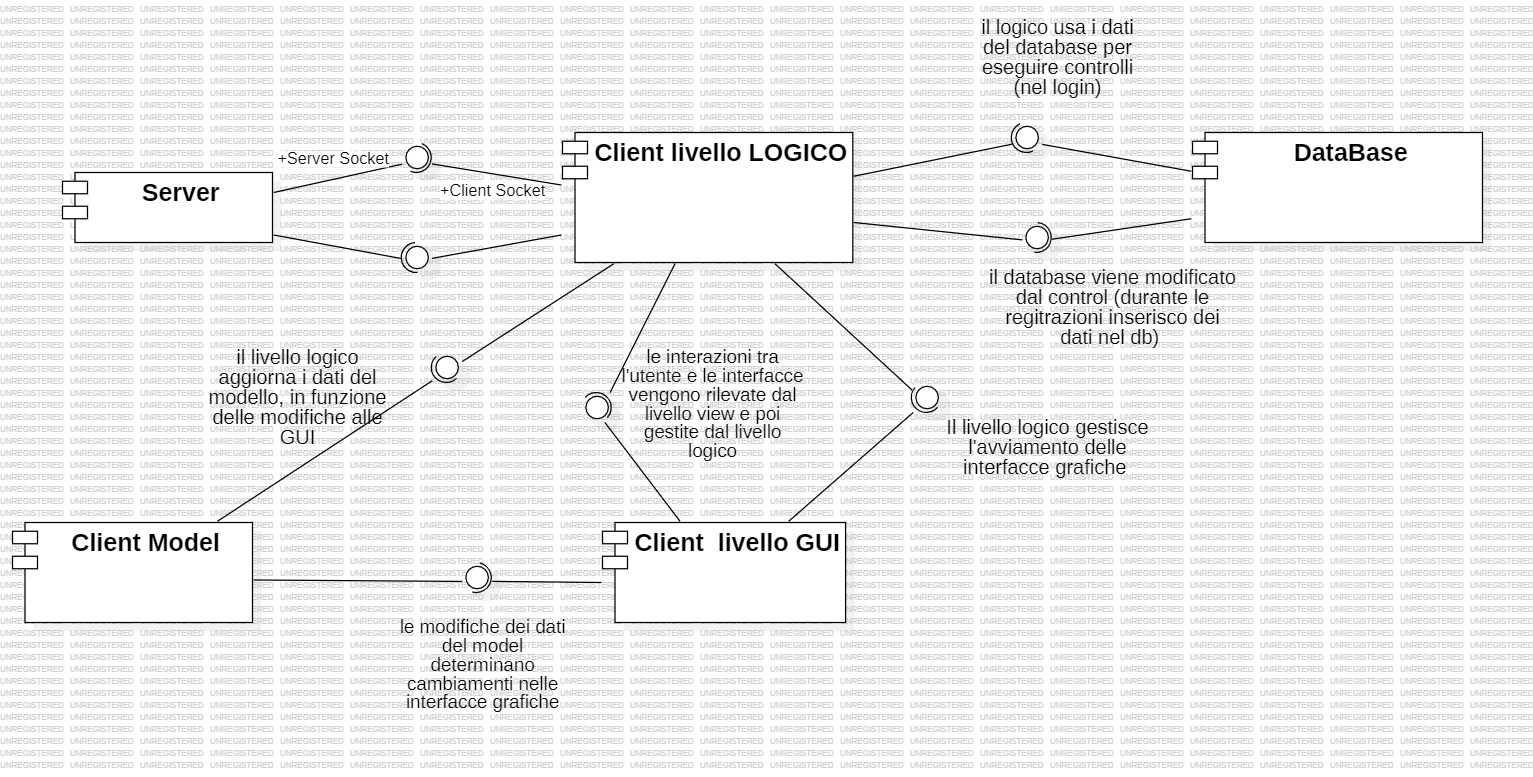 il logico usa i dati
del database per
eseguire controlli
(nel login)
Client livello LOGICO
DataBase
+Server Socket
Server
+Client Socket
il database viene modificato
dal control (durante le
regitrazioni inserisco dei
dati nel db)
il livello logico
aggiorna i dati del
modello, in funzione
delle modifiche alle
GUI
le interazioni tra
l'utente e le interfacce
vengono rilevate dal
livello view e poi
gestite dal livello
logico
Il livello logico gestisce
l'avviamento delle
interfacce grafiche
Client Model
Client  livello GUI
le modifiche dei dati
del model
determinano
cambiamenti nelle
interfacce grafiche
UNREGISTERED